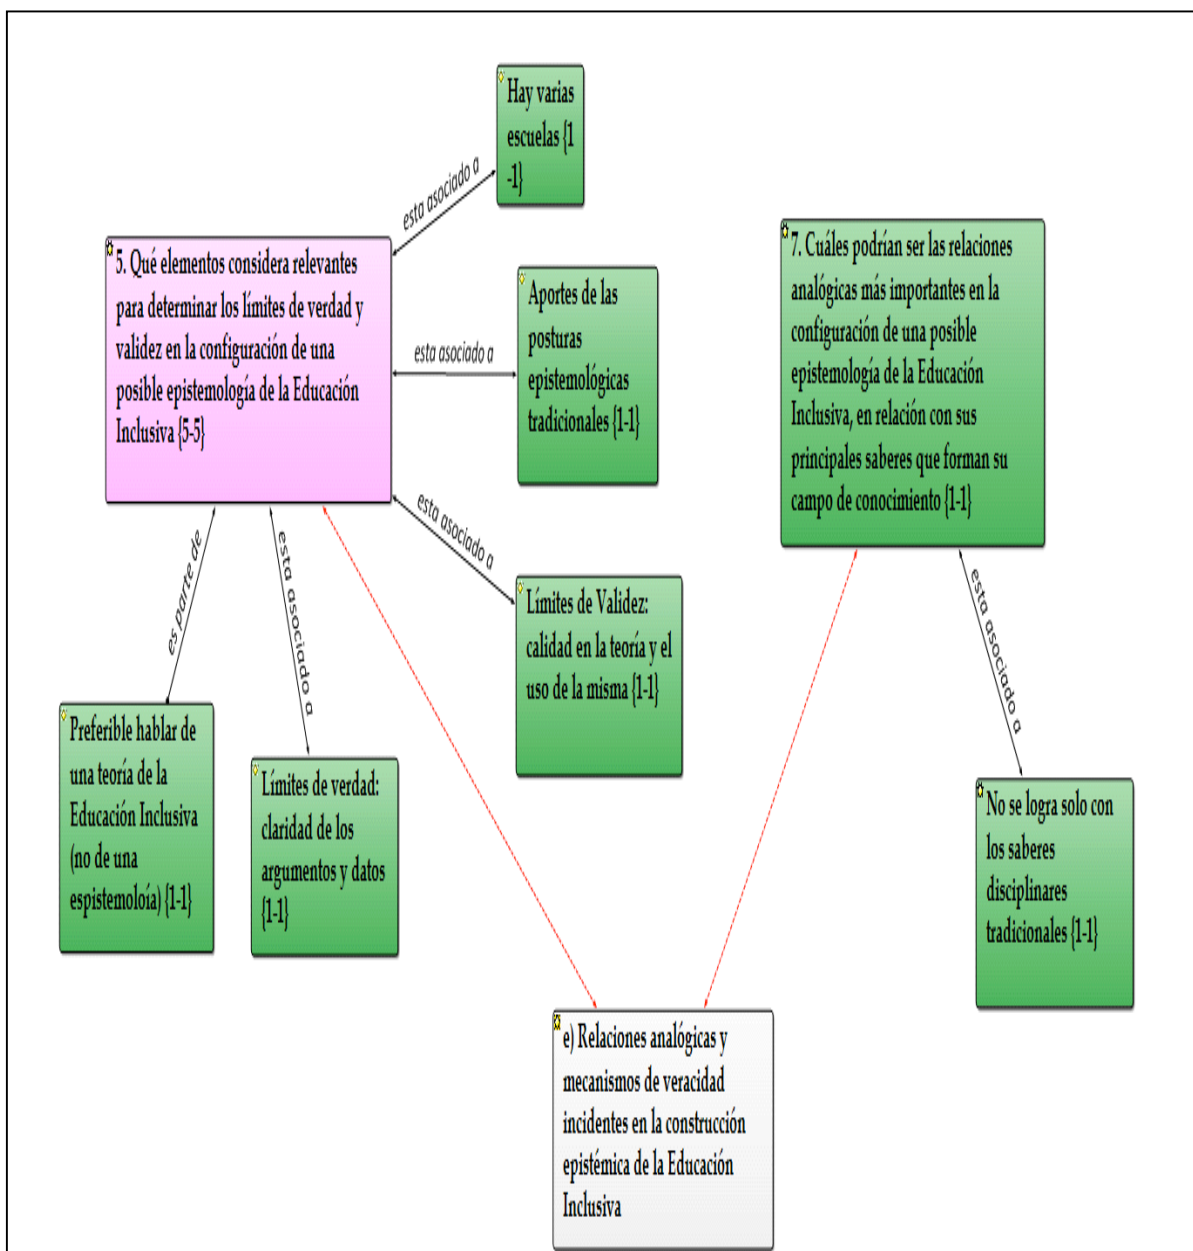 Hay varias
escuelas {1
-1}
esta asociado a
5. Qué elementos considera relevantes
para determinar los límites de verdad y
validez en la configuración de una
posible epistemología de la Educación
Inclusiva {5-5}
esta asociado a
Aportes de las
posturas
epistemológicas
tradicionales {1-1}
7. Cuáles podrían ser las relaciones
analógicas más importantes en la
configuración de una posible
epistemología de la Educación
Inclusiva, en relación con sus
principales saberes que forman su
campo de conocimiento {1-1}
esta asociado a
Límites de Validez:
calidad en la teoría y el
uso de la misma {1-1}
es parte de
esta asociado a
esta asociado a
Preferible hablar de
una teoría de la
Educación Inclusiva
(no de una
espistemoloía) {1-1}
Límites de verdad:
claridad de los
argumentos y datos
{1-1}
No se logra solo con
los saberes
disciplinares
tradicionales {1-1}
e) Relaciones analógicas y
mecanismos de veracidad
incidentes en la construcción
epistémica de la Educación
Inclusiva